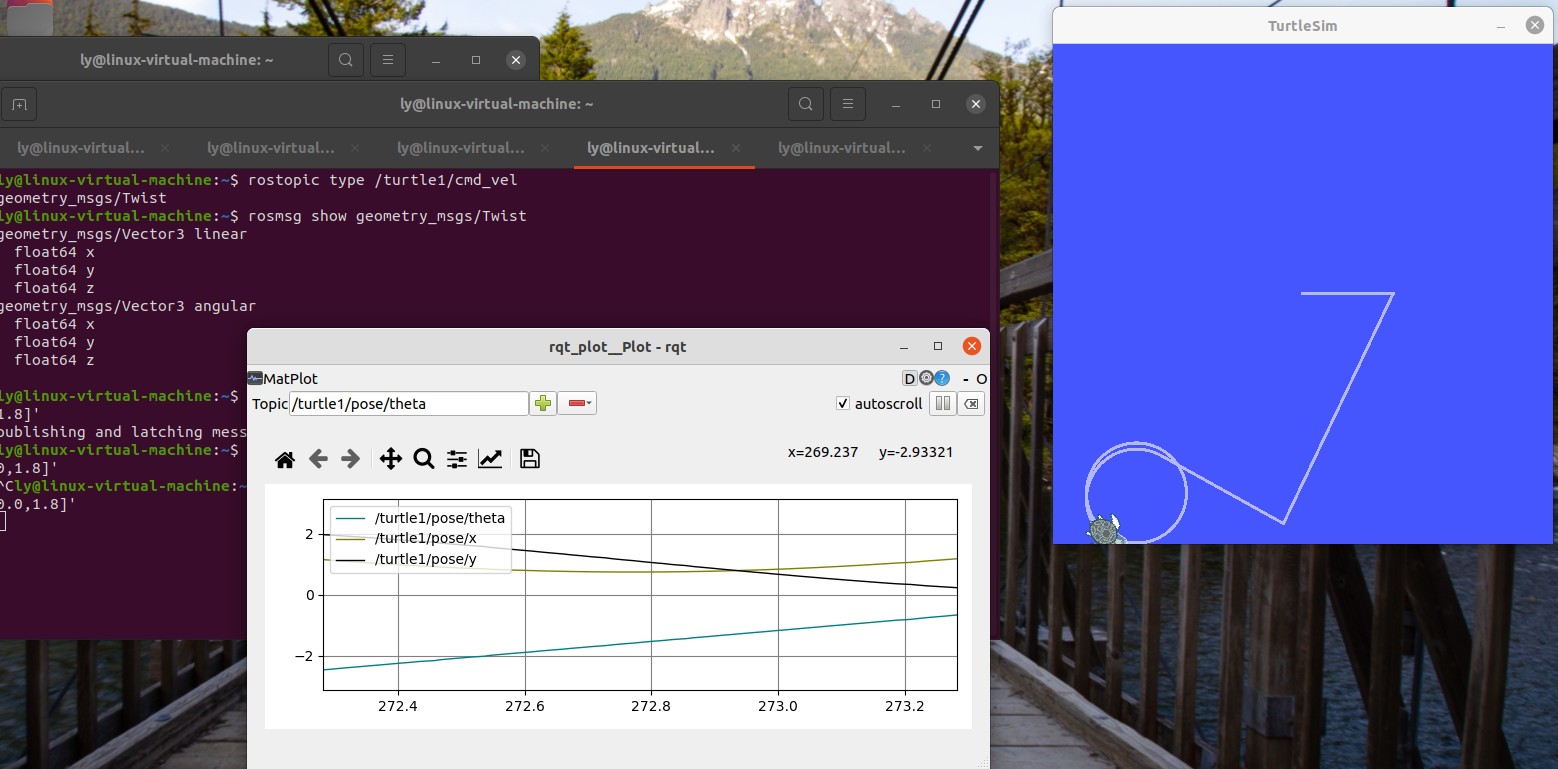 ly@linux-virtual-machine: ~
ly@linux-virtual-machine: ~
ly@linux-virtual... ly@linux-virtual... ly@linux-virtual... ly@linux-virtual... ly@linux-virtual...
ly@linux-virtual-machine:~$ rostopic type /turtle1/cmd_vel
geometry_msgs/Twist
ly@linux-virtual-machine:~$ rosmsg show geometry_msgs/Twist
geometry_msgs/Vector3 linear
float64 x
float64 y
float64 z
geometry_msgs/Vector3 angular
float64 x
float64 y
float64 z
ly@linux-virtual-machine:~$
1.8]'
publishing and latching mess
ly@linux-virtual-machine:~$
0,1.8]'
^Cly@linux-virtual-machine:~
0.0,1.8]'
rqt_plot__Plot - rqt
MatPlot D ? - O
Topic /turtle1/pose/theta autoscroll
x=269.237 y=-2.93321
/turtle1/pose/theta
/turtle1/pose/x
/turtle1/pose/y
2
0
−2
272.4 272.6 272.8 273.0 273.2
TurtleSim